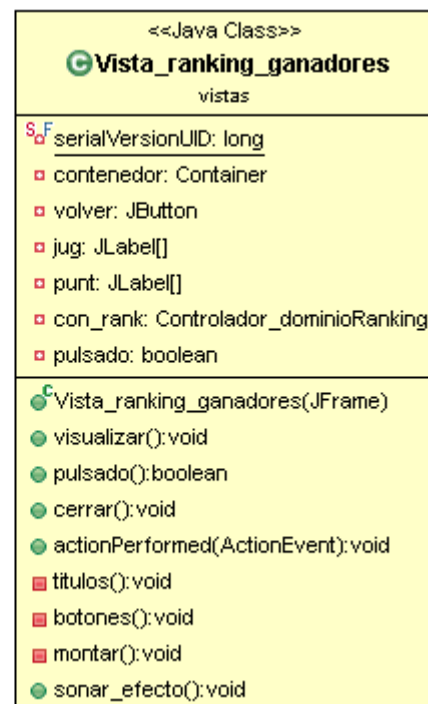 <<Java Class>>
C Vista_ranking_ganadores
vistas
S F serialVersionUID: long
contenedor: Container
volver: JButton
jug: JLabel[]
punt: JLabel[]
con_rank: Controlador_dominioRanking
pulsado: boolean
C Vista_ranking_ganadores(JFrame)
visualizar():void
pulsado():boolean
cerrar():void
actionPerformed(ActionEvent):void
titulos():void
botones():void
montar():void
sonar_efecto():void